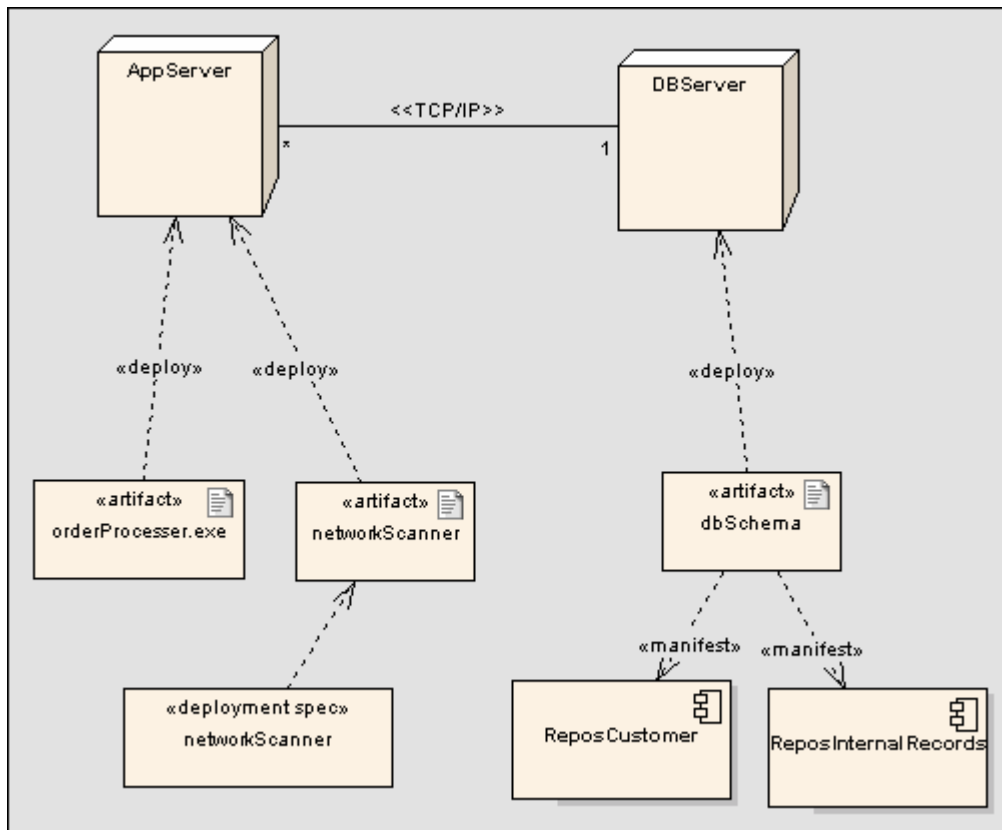 AppServer
DBServer
<<TCP/IP>>
*
1
«deploy»
«deploy»
«deploy»
«artifact»
orderProcesser.exe
«artifact»
networkScanner
«artifact»
dbSchema
«manifest»
«manifest»
«deployment spec»
networkScanner
ReposCustomer
ReposInternalRecords